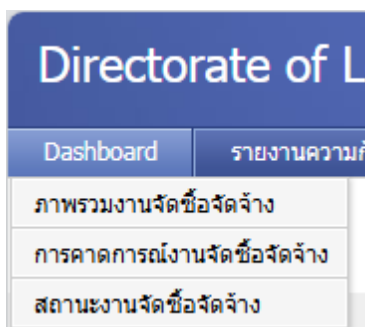 Directorate of L
Dashboard รายงานความก
ภาพรวมงานจัดซื้อจัดจ้าง
การคาดการณ์งานจัดซื้อจัดจ้าง
สถานะงานจัดซื้อจัดจ้าง